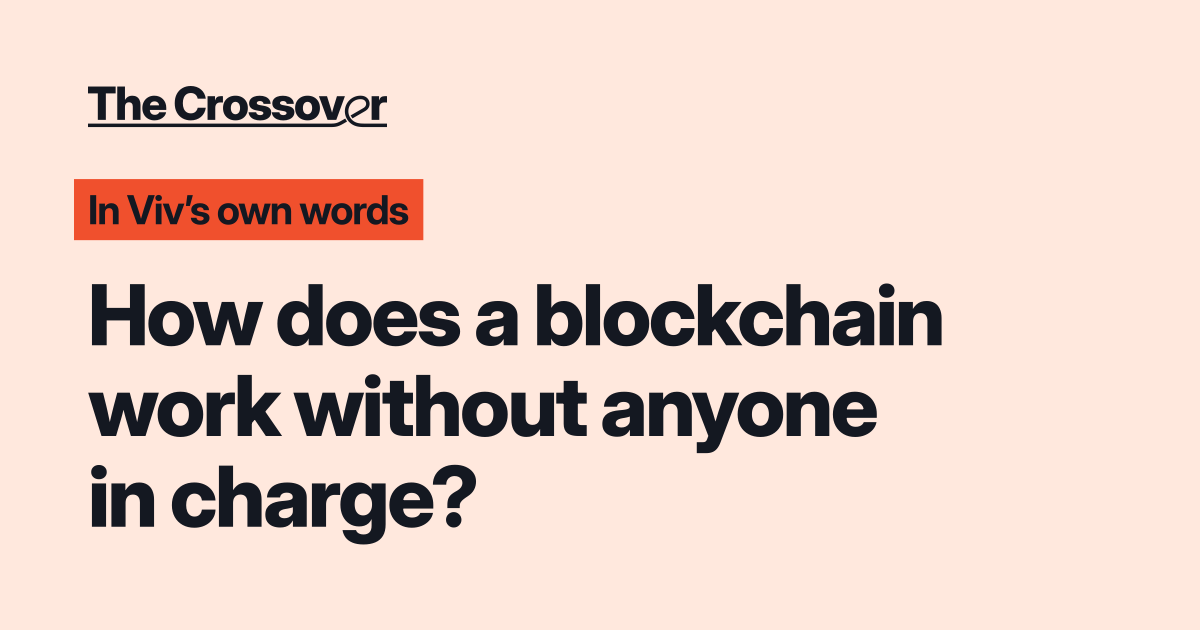 The Crossover
In Viv’s own words
How does a blockchain
work without anyone
in charge?